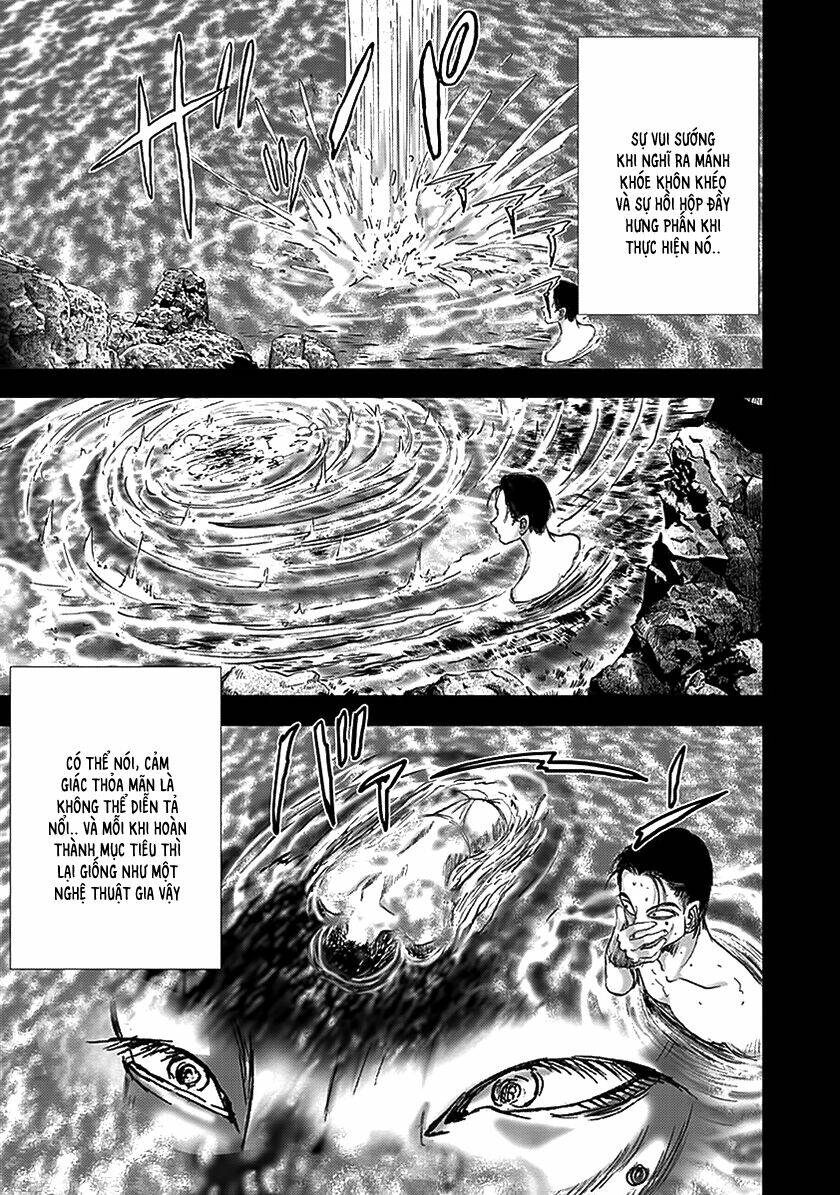 SỰ VUI SƯỚNG
KHI NGHĨ RA MÁNH
KHÓE KHÔN KHÉO
VÀ SỰ HỒI HỘP ĐẦY
HƯNG PHẤN KHI
THỰC HIỆN NÓ..
CÓ THỂ NÓI, CẢM
GIÁC THỎA MÃN LÀ
KHÔNG THỂ DIỄN TẢ
NỔI.. VÀ MỖI KHI HOÀN
THÀNH MỤC TIÊU THÌ
LẠI GIỐNG NHƯ MỘT
NGHỆ THUẬT GIA VẬY